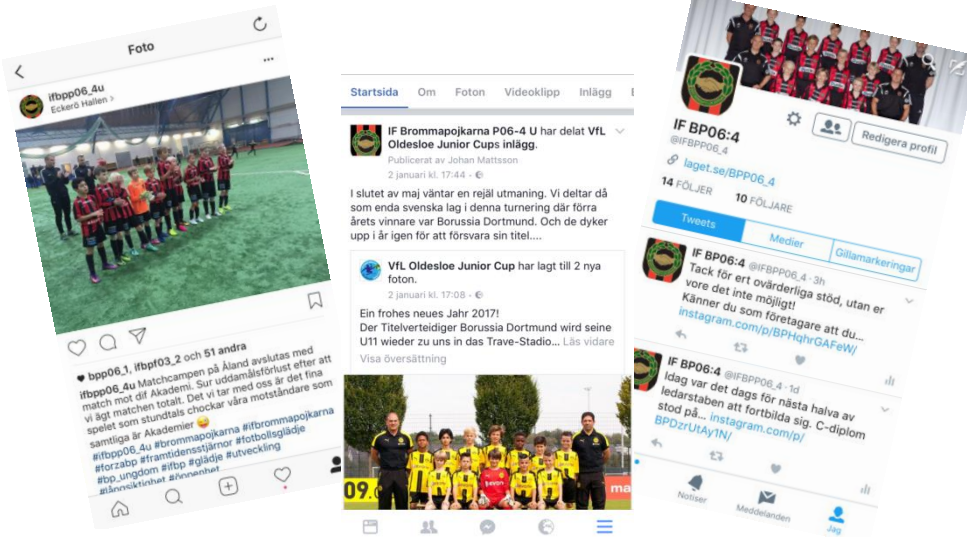 Foto
ifbpp06_4u
Eckerö Hallen >
bpp06_1, ifbpf03_2 och 51 andra
ifbpp06_4u Matchcampen på Åland avslutas med
match mot dif Akademi. Sur uddamålsförlust efter att
vi ägt matchen totalt. Det vi tar med oss är det fina
spelet som stundtals chockar våra motståndare som
samtliga är Akademier 😅
#ifbpp06_4u #brommapojkarna #ifbrommapojkarna
#forzabp #framtidensstjärnor #fotbollsglädje
#bp_ungdom #ifbp #glädje #utveckling
#långsiktighet #öppenhet
Startsida Om Foton Videoklipp Inlägg
IF Brommapojkarna P06-4 U har delat VfL
Oldesloe Junior Cups inlägg.
Publicerat av Johan Mattsson
2 januari kl. 17:44 ·
I slutet av maj väntar en rejäl utmaning. Vi deltar då
som enda svenska lag i denna turnering där förra
årets vinnare var Borussia Dortmund. Och de dyker
upp i år igen för att försvara sin titel....
VfL Oldesloe Junior Cup har lagt till 2 nya
foton.
2 januari kl. 17:08 ·
Ein frohes neues Jahr 2017!
Der Titelverteidiger Borussia Dortmund wird seine
U11 wieder zu uns in das Trave-Stadio... Läs vidare
Visa översättning
09.
ma
IF BP06:4
@IFBPP06_4
Redigera profil
laget.se/BPP06_4
14 FÖLJER 10 FÖLJARE
Tweets Medier Gillamarkeringar
IF BP06:4 @IFBPP06_4 · 3h
Tack för ert ovärderliga stöd, utan er
vore det inte möjligt!
Känner du som företagare att du...
instagram.com/p/BPHqhrGAFeW/
IF BP06:4 @IFBPP06_4 · 1d
Idag var det dags för nästa halva av
ledarstaben att fortbilda sig. C-diplom
stod på... instagram.com/p/
BPDzrUtAy1N/
Notiser Meddelanden Jag